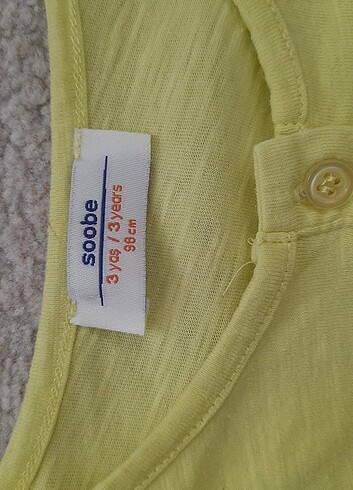 soobe
3 yaş / 3 years
98 cm